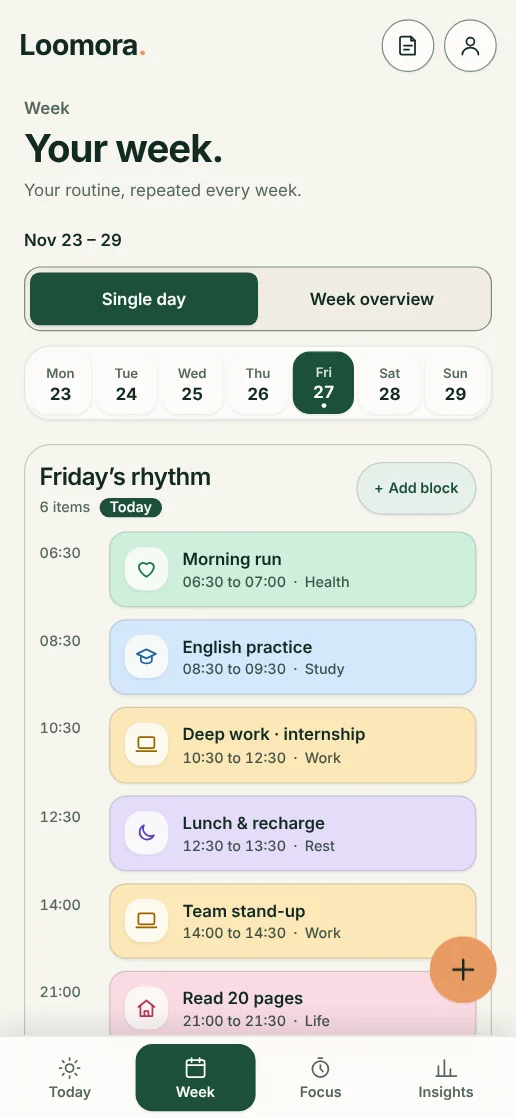 Loomora.
Week
Your week.
Your routine, repeated every week.
Nov 23 – 29
Single day
Week overview
Mon
23
Tue
24
Wed
25
Thu
26
Fri
27
Sat
28
Sun
29
Friday’s rhythm
6 items
Today
+ Add block
06:30
Morning run
06:30 to 07:00 · Health
08:30
English practice
08:30 to 09:30 · Study
10:30
Deep work · internship
10:30 to 12:30 · Work
12:30
Lunch & recharge
12:30 to 13:30 · Rest
14:00
Team stand-up
14:00 to 14:30 · Work
21:00
Read 20 pages
21:00 to 21:30 · Life
Today
Week
Focus
Insights